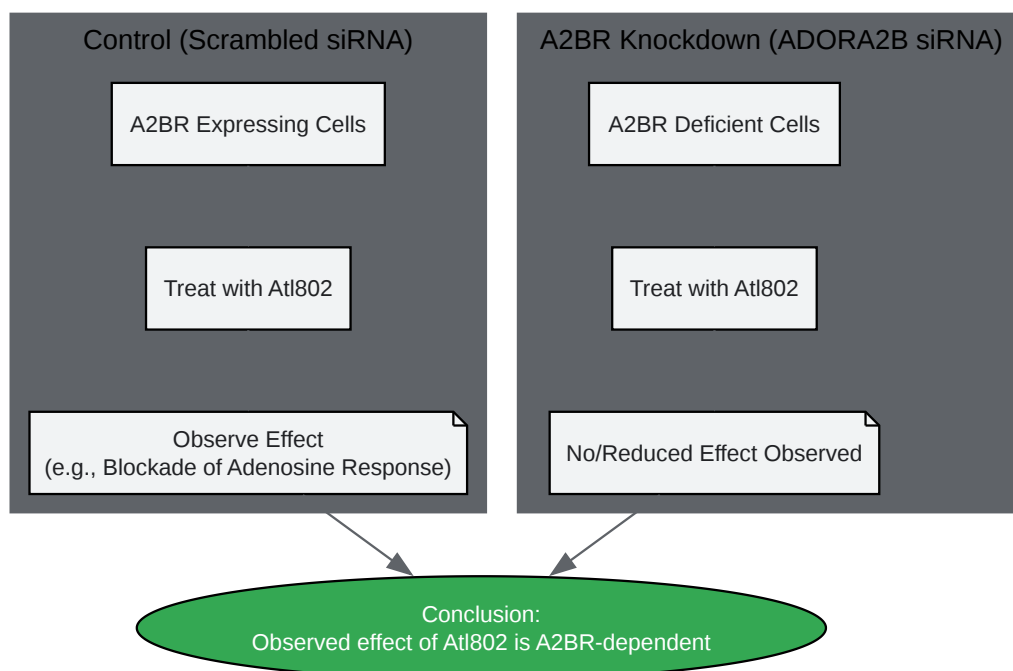 Control (Scrambled siRNA)
A2BR Expressing Cells
Treat with Atl802
Observe Effect
(e.g., Blockade of Adenosine Response)
A2BR Knockdown (ADORA2B siRNA)
A2BR Deficient Cells
Treat with Atl802
No/Reduced Effect Observed
Conclusion:
Observed effect of Atl802 is A2BR-dependent